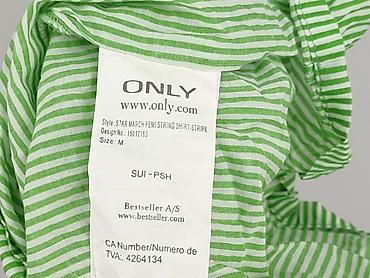 ONLY
www.only.com
Style: STAR MARCH FEMI STRING SHIRT-STRIPE
Design No.: 15017153
Size: M
SUI - PSH
Bestseller A/S
www.bestseller.com
CA Number/Numero de
TVA: 4264134